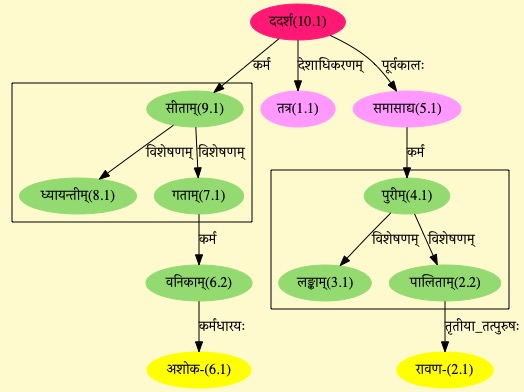 ददर्श(10.1)
कर्म देशाधिकरणम् पूर्वकालः
सीताम्(9.1) तत्र(1.1) समासाद्य(5.1)
विशेषणम् विशेषणम् कर्म
ध्यायन्तीम्(8.1) गताम्(7.1) पुरीम्(4.1)
कर्म विशेषणम् विशेषणम्
वनिकाम्(6.2) लङ्काम्(3.1) पालिताम्(2.2)
कर्मधारयः तृतीया_तत्पुरुषः
अशोक-(6.1) रावण-(2.1)